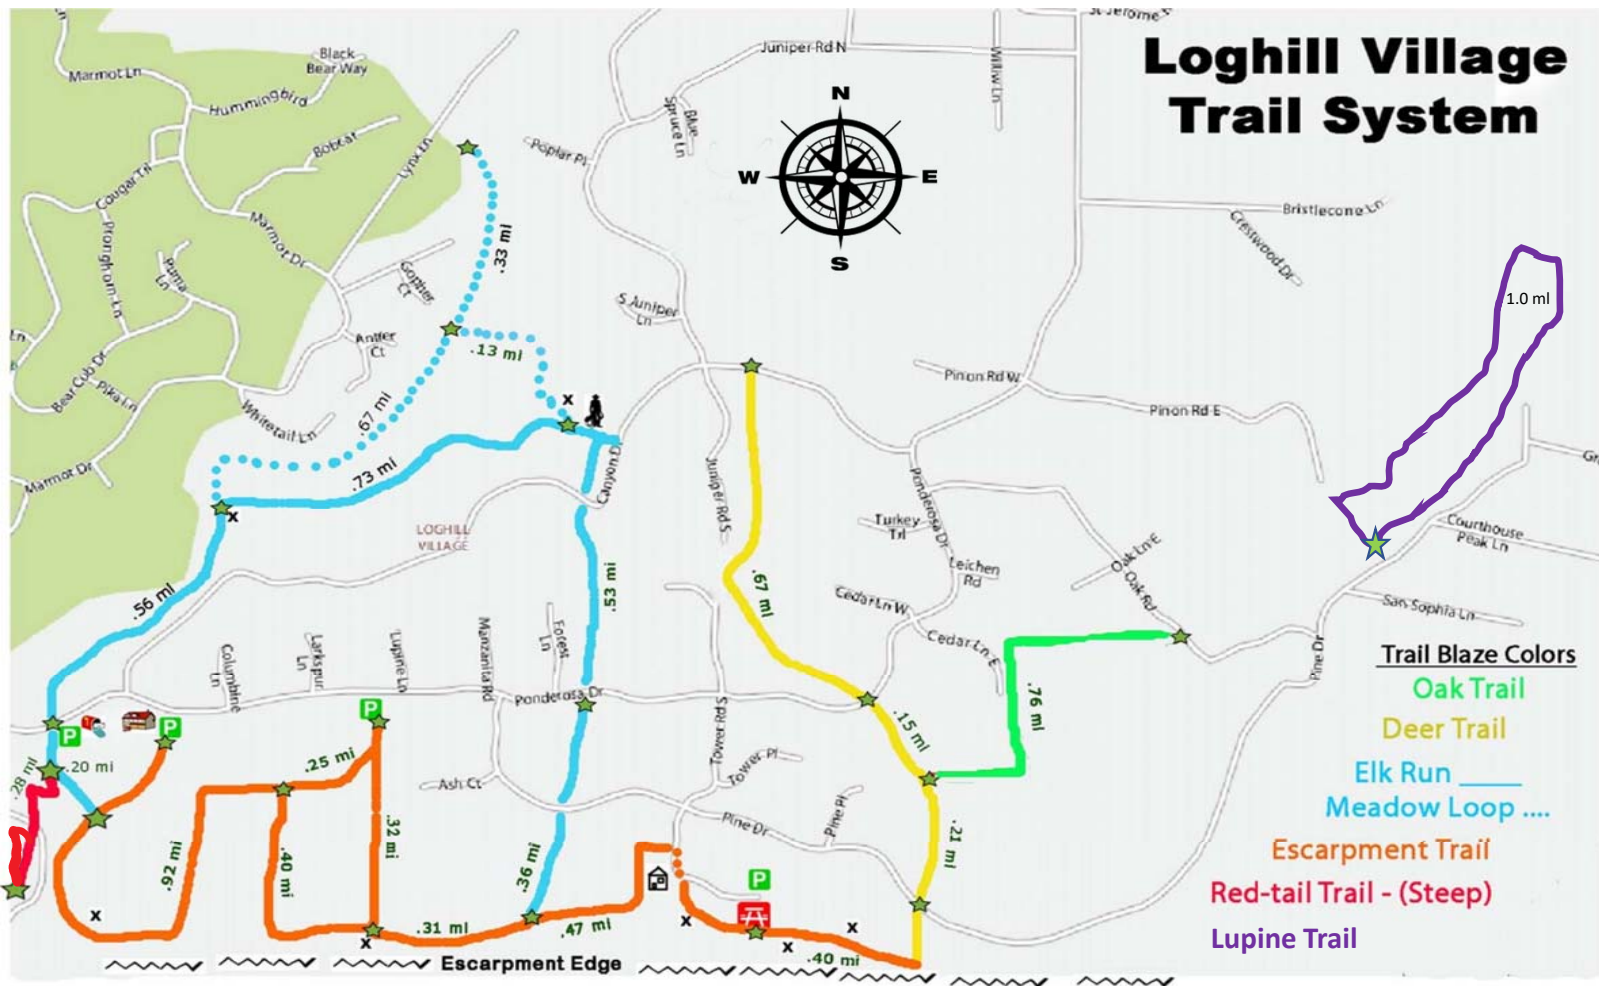 Loghill Village
Trail System
St Jerome
Juniper Rd N
Black
Bear Way
Marmot Ln
Hummingbird
Bobcat
Lynx Ln
Cougar Trl
Pronghorn Ln
Marmot Dr
Puma
Ln
Gopher
Ct
Antler
Ct
Ln
Bear Cub Dr
Pika Ln
Whitetail Ln
Marmot Dr
Poplar Pl
Blue
Spruce Ln
Willow Ln
N
W
E
S
Bristlecone Ln
Crestwood Dr
S Juniper
Ln
.33 mi
.13 mi
.67 mi
.73 mi
x
x
.56 mi
LOGHILL
VILLAGE
Canyon Dr
Juniper Rd S
.53 mi
.67 mi
Pinon Rd W
Pinon Rd E
Ponderosa Dr
Turkey
Trl
Leichen
Rd
Cedar Ln W
Cedar Ln E
Oak Ln E
Oak Rd
1.0 ml
Courthouse
Peak Ln
San Sophia Ln
Pine Dr
Columbine
Ln
Larkspur
Ln
Lupine Ln
Manzanita Rd
Forest
Ln
Ponderosa Dr
Tower Rd S
Tower Pl
Ash Ct
Pine Dr
Pine Pl
.15 mi
.76 mi
.21 mi
P
P
P
P
.28 mi
.20 mi
.25 mi
.32 mi
.92 mi
.40 mi
.36 mi
.31 mi
.47 mi
.40 mi
x
x
x
x
x
Escarpment Edge
Trail Blaze Colors
Oak Trail
Deer Trail
Elk Run ____
Meadow Loop ....
Escarpment Trail
Red-tail Trail - (Steep)
Lupine Trail